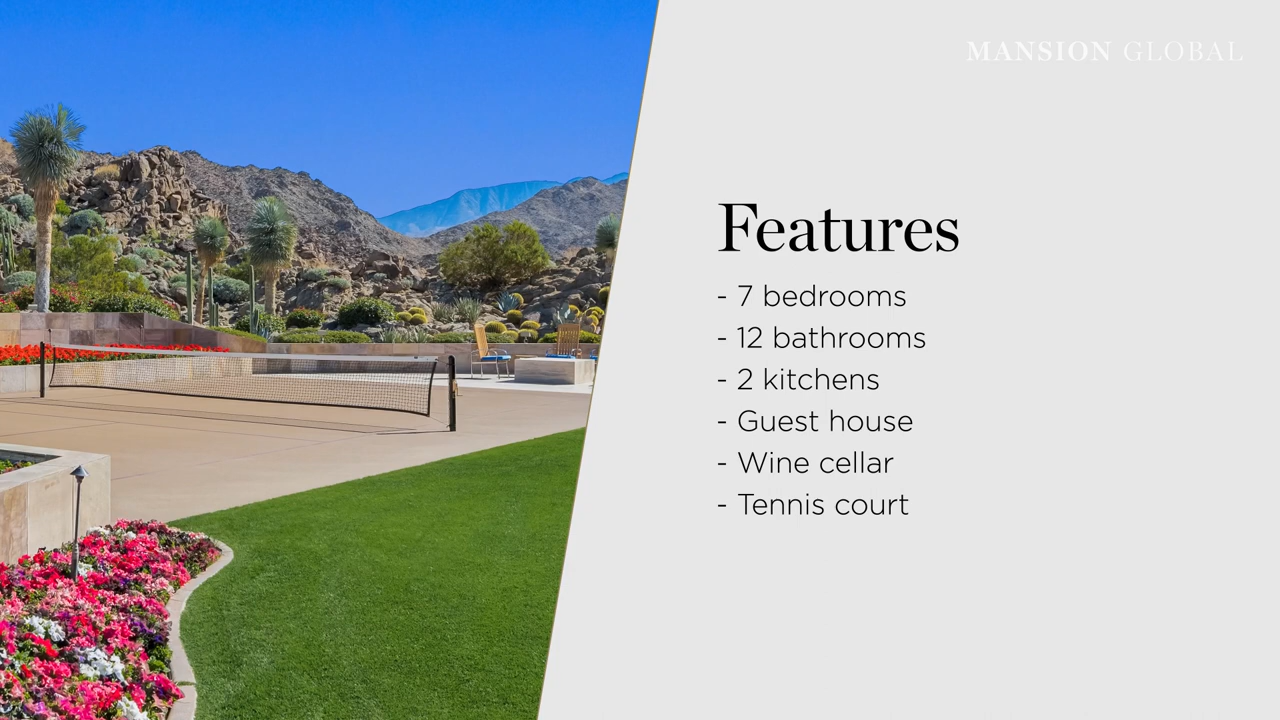 MANSION GLOBAL
Features
- 7 bedrooms
- 12 bathrooms
- 2 kitchens
- Guest house
- Wine cellar
- Tennis court